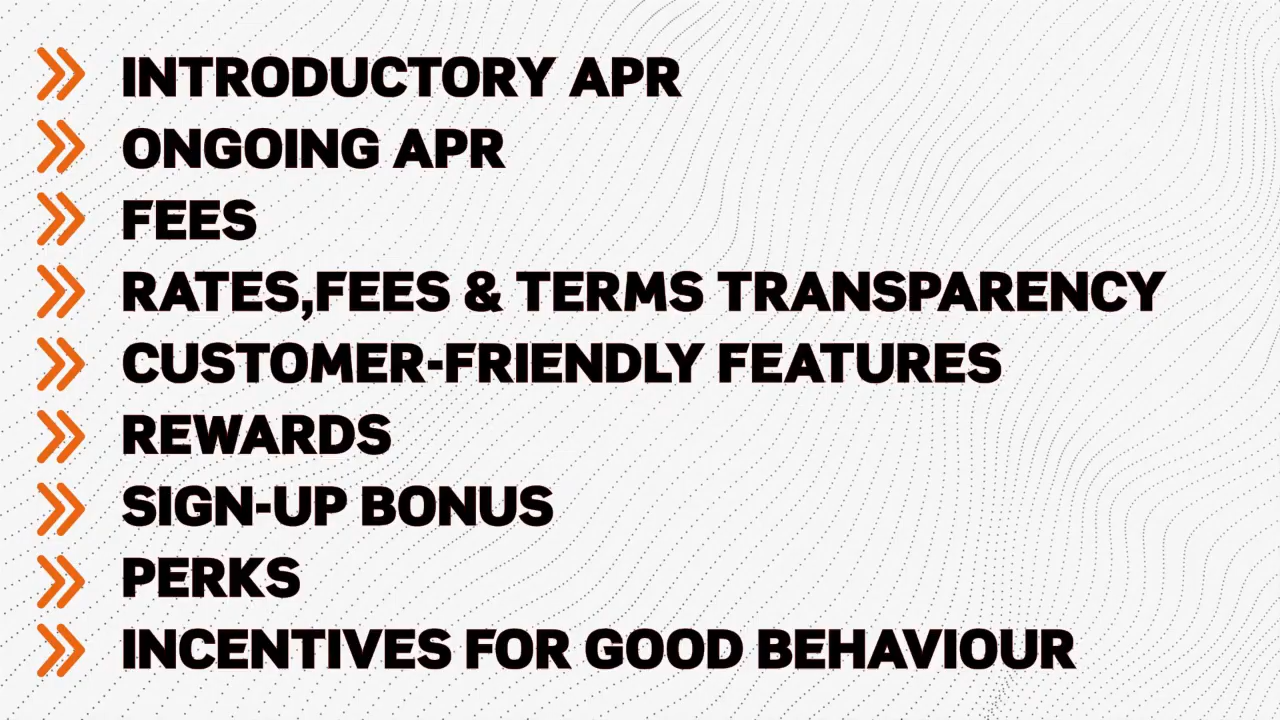 INTRODUCTORY APR
ONGOING APR
FEES
RATES,FEES & TERMS TRANSPARENCY
CUSTOMER-FRIENDLY FEATURES
REWARDS
SIGN-UP BONUS
PERKS
INCENTIVES FOR GOOD BEHAVIOUR